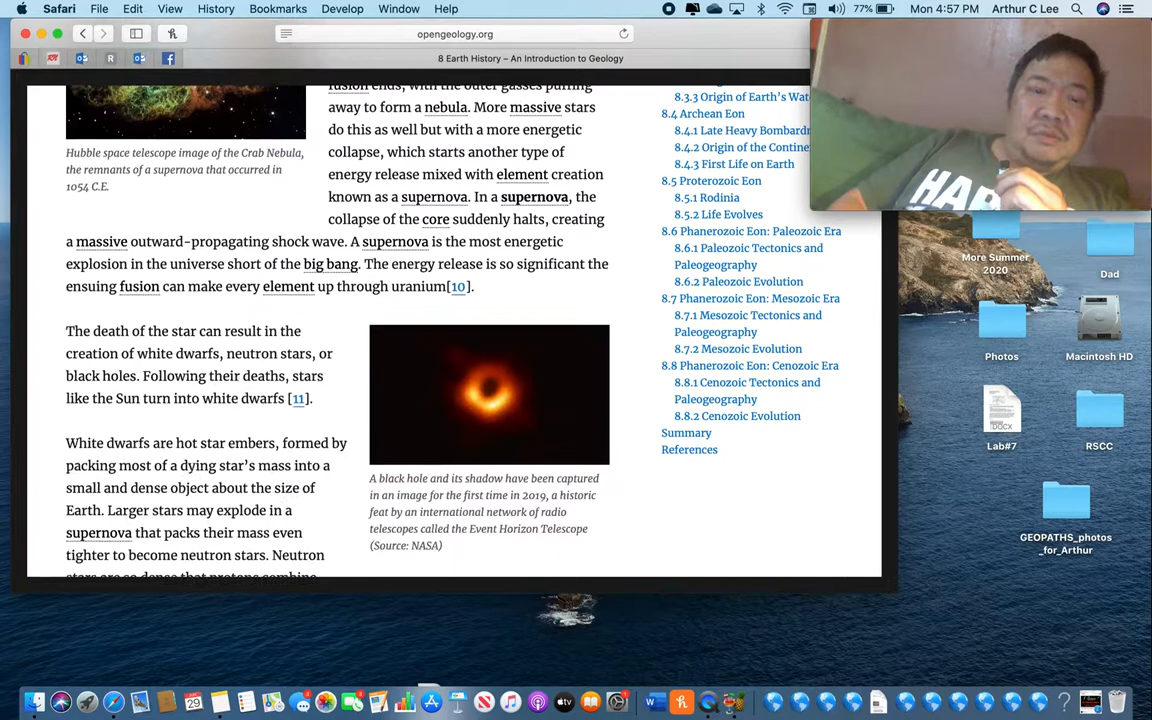 Safari File Edit View History Bookmarks Develop Window Help
77% Mon 4:57 PM Arthur C Lee
opengeology.org
8 Earth History – An Introduction to Geology
fusion ends, with the outer gasses puffing
away to form a nebula. More massive stars
do this as well but with a more energetic
collapse, which starts another type of
energy release mixed with element creation
known as a supernova. In a supernova, the
collapse of the core suddenly halts, creating
a massive outward-propagating shock wave. A supernova is the most energetic
explosion in the universe short of the big bang. The energy release is so significant the
ensuing fusion can make every element up through uranium[10].
Hubble space telescope image of the Crab Nebula,
the remnants of a supernova that occurred in
1054 C.E.
The death of the star can result in the
creation of white dwarfs, neutron stars, or
black holes. Following their deaths, stars
like the Sun turn into white dwarfs [11].
White dwarfs are hot star embers, formed by
packing most of a dying star's mass into a
small and dense object about the size of
Earth. Larger stars may explode in a
supernova that packs their mass even
tighter to become neutron stars. Neutron
stars are so dense that protons combine
A black hole and its shadow have been captured
in an image for the first time in 2019, a historic
feat by an international network of radio
telescopes called the Event Horizon Telescope
(Source: NASA)
8.3.3 Origin of Earth's Wat
8.4 Archean Eon
8.4.1 Late Heavy Bombardm
8.4.2 Origin of the Contine
8.4.3 First Life on Earth
8.5 Proterozoic Eon
8.5.1 Rodinia
8.5.2 Life Evolves
8.6 Phanerozoic Eon: Paleozoic Era
8.6.1 Paleozoic Tectonics and
Paleogeography
8.6.2 Paleozoic Evolution
8.7 Phanerozoic Eon: Mesozoic Era
8.7.1 Mesozoic Tectonics and
Paleogeography
8.7.2 Mesozoic Evolution
8.8 Phanerozoic Eon: Cenozoic Era
8.8.1 Cenozoic Tectonics and
Paleogeography
8.8.2 Cenozoic Evolution
Summary
References
More Summer
2020
Dad
Photos
Macintosh HD
DOCX
Lab#7
RSCC
GEOPATHS_photos
_for_Arthur
29